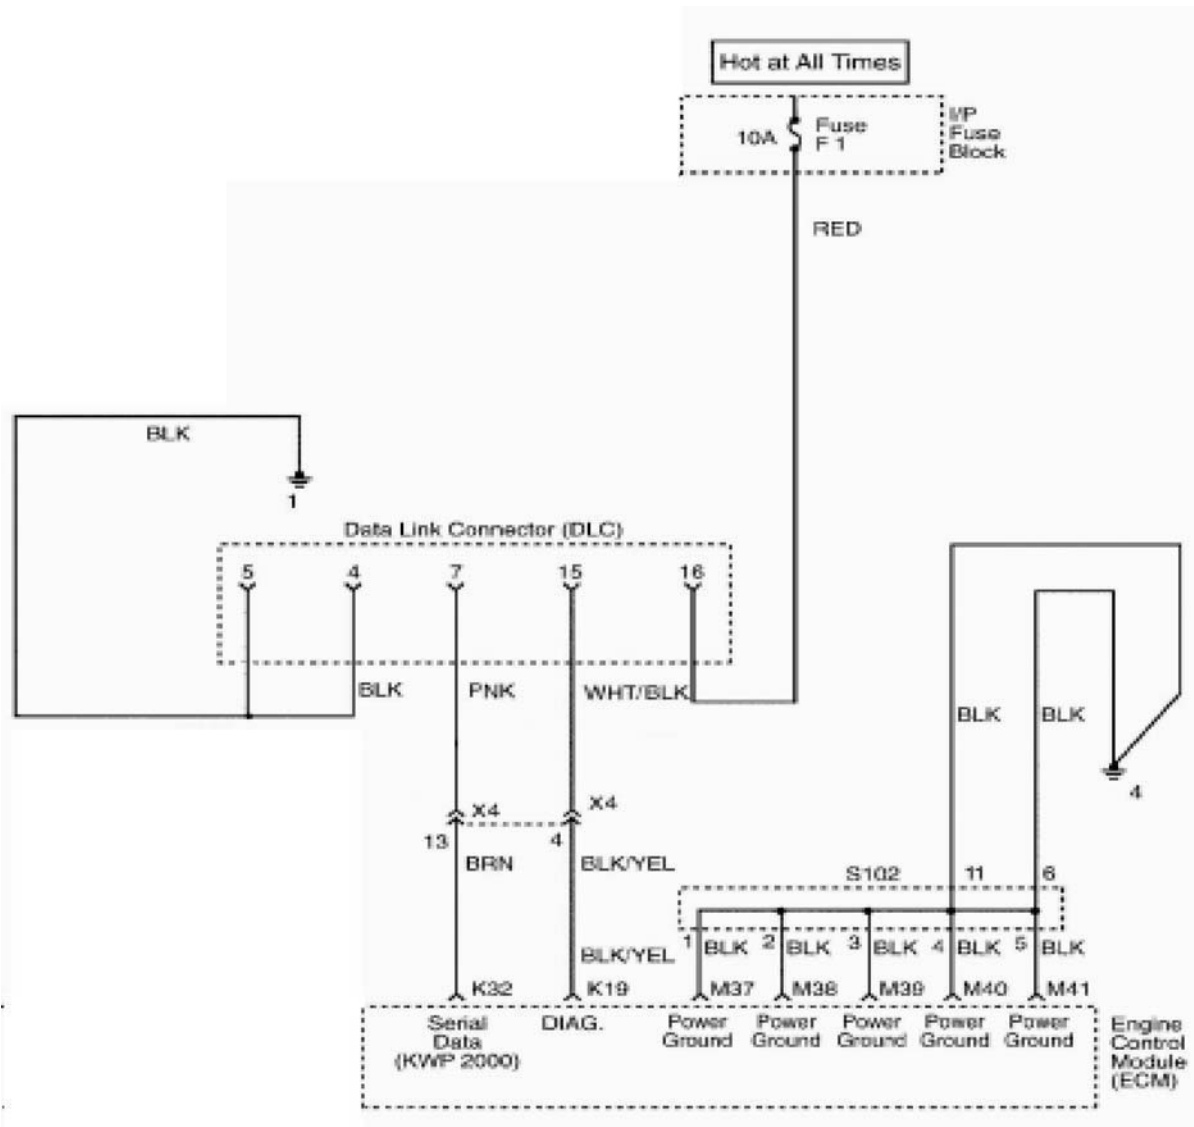 Hot at All Times
10A
Fuse
F 1
I/P
Fuse
Block
RED
BLK
1
Data Link Connector (DLC)
5 4 7 15 16
BLK PNK WHT/BLK
BLK BLK
4
X4 X4
13 4
BRN BLK/YEL
S102 11 6
1 BLK 2 BLK 3 BLK 4 BLK 5 BLK
BLK/YEL
K32 K19 M37 M38 M39 M40 M41
Serial
Data
(KWP 2000)
DIAG.
Power
Ground
Power
Ground
Power
Ground
Power
Ground
Power
Ground
Engine
Control
Module
(ECM)